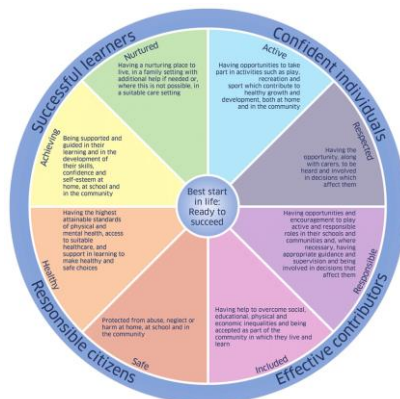 Successful learners
Confident individuals
Nurtured
Having a nurturing place to
live, in a family setting with
additional help if needed or,
where this is not possible, in
a suitable care setting
Active
Having opportunities to take
part in activities such as play,
recreation and
sport which contribute to
healthy growth and
development, both at home
and in the community
Achieving
Being supported and
guided in their
learning and in the
development of
their skills,
confidence and
self-esteem at
home, at school and
in the community
Respected
Having the
opportunity, along
with carers, to be
heard and involved
in decisions which
affect them
Best start
in life:
Ready to
succeed
Healthy
Having the highest
attainable standards
of physical and
mental health, access
to suitable
healthcare, and
support in learning to
make healthy and
safe choices
Responsible
Having opportunities and
encouragement to play
active and responsible
roles in their schools and
communities and, where
necessary, having
appropriate guidance and
supervision and being
involved in decisions that
affect them
Safe
Protected from abuse, neglect or
harm at home, at school and in
the community
Included
Having help to overcome social,
educational, physical and
economic inequalities and being
accepted as part of the
community in which they live and
learn
Responsible citizens
Effective contributors